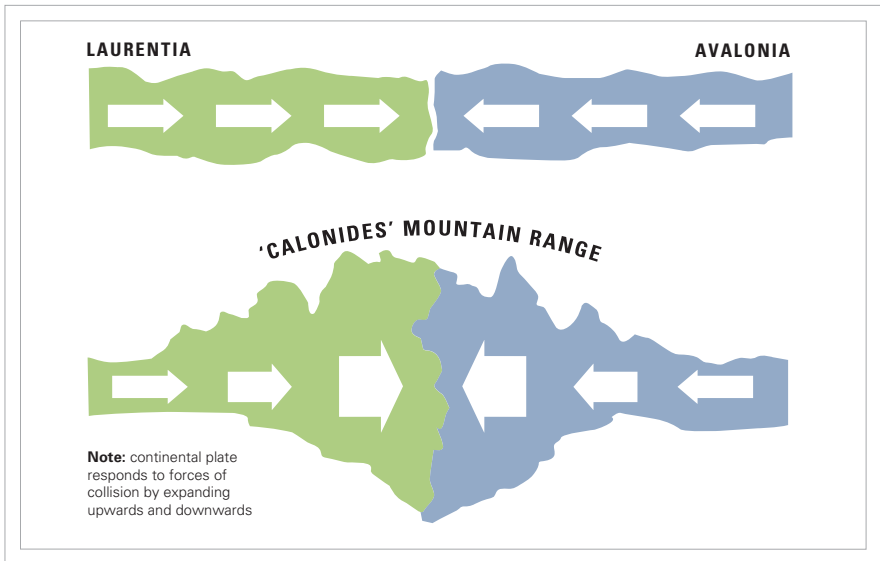 LAURENTIA
AVALONIA
‘CALONIDES’ MOUNTAIN RANGE
Note: continental plate
responds to forces of
collision by expanding
upwards and downwards